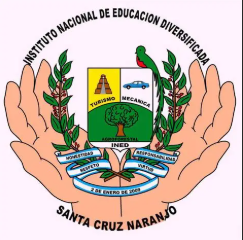 INSTITUTO NACIONAL DE EDUCACION DIVERSIFICADA
TURISMO
MECANICA
INED
HONESTIDAD
RESPONSABILIDAD
RESPETO
VIRTUD
2 DE ENERO DE 2009
SANTA CRUZ NARANJO